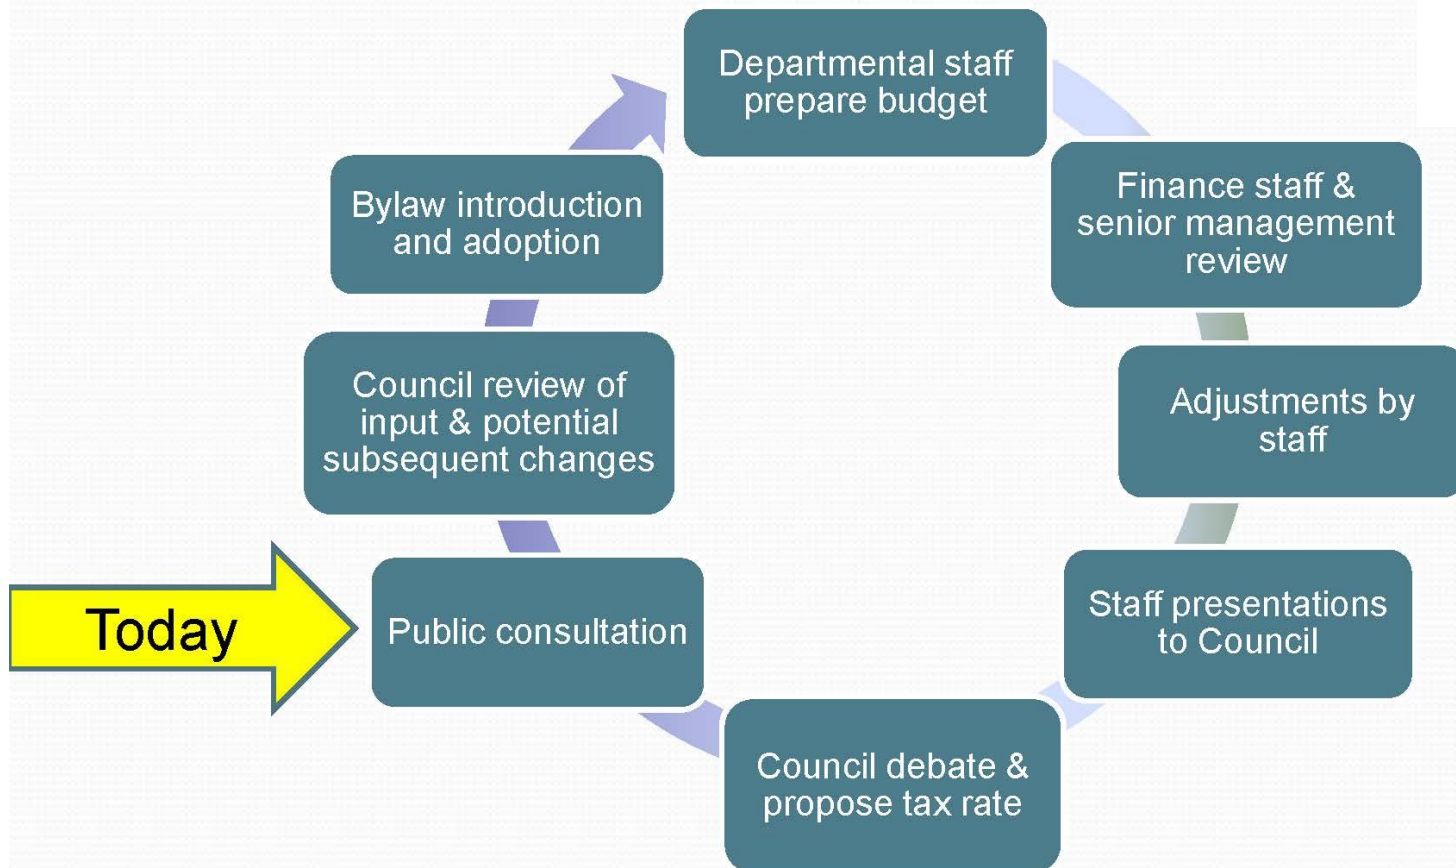 Departmental staff
prepare budget
Finance staff &
senior management
review
Adjustments by
staff
Staff presentations
to Council
Council debate &
propose tax rate
Public consultation
Today
Council review of
input & potential
subsequent changes
Bylaw introduction
and adoption